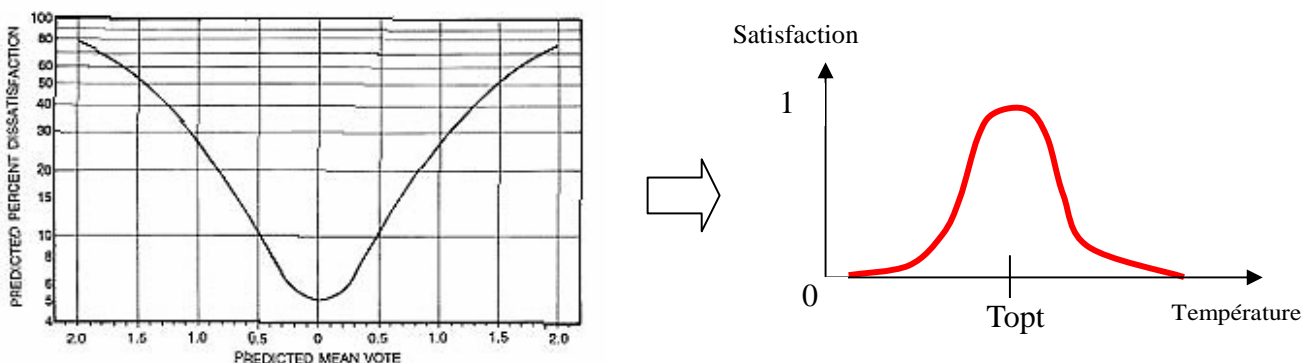 PREDICTED PERCENT DISSATISFACTION
100
80
60
50
40
30
20
15
10
8
6
5
4
2.0 1.5 1.0 0.5 0 0.5 1.0 1.5 2.0
PREDICTED MEAN VOTE
Satisfaction
1
0
Topt
Température